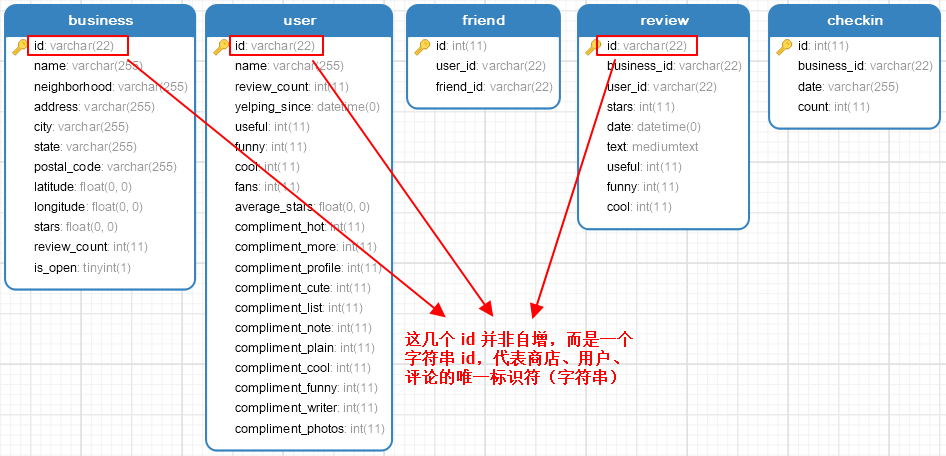 business
id: varchar(22)
name: varchar(255)
neighborhood: varchar(255)
address: varchar(255)
city: varchar(255)
state: varchar(255)
postal_code: varchar(255)
latitude: float(0, 0)
longitude: float(0, 0)
stars: float(0, 0)
review_count: int(11)
is_open: tinyint(1)
user
id: varchar(22)
name: varchar(255)
review_count: int(11)
yelping_since: datetime(0)
useful: int(11)
funny: int(11)
cool: int(11)
fans: int(11)
average_stars: float(0, 0)
compliment_hot: int(11)
compliment_more: int(11)
compliment_profile: int(11)
compliment_cute: int(11)
compliment_list: int(11)
compliment_note: int(11)
compliment_plain: int(11)
compliment_cool: int(11)
compliment_funny: int(11)
compliment_writer: int(11)
compliment_photos: int(11)
friend
id: int(11)
user_id: varchar(22)
friend_id: varchar(22)
review
id: varchar(22)
business_id: varchar(22)
user_id: varchar(22)
stars: int(11)
date: datetime(0)
text: mediumtext
useful: int(11)
funny: int(11)
cool: int(11)
checkin
id: int(11)
business_id: varchar(22)
date: varchar(255)
count: int(11)
这几个 id 并非自增，而是一个
字符串 id，代表商店、用户、
评论的唯一标识符（字符串）